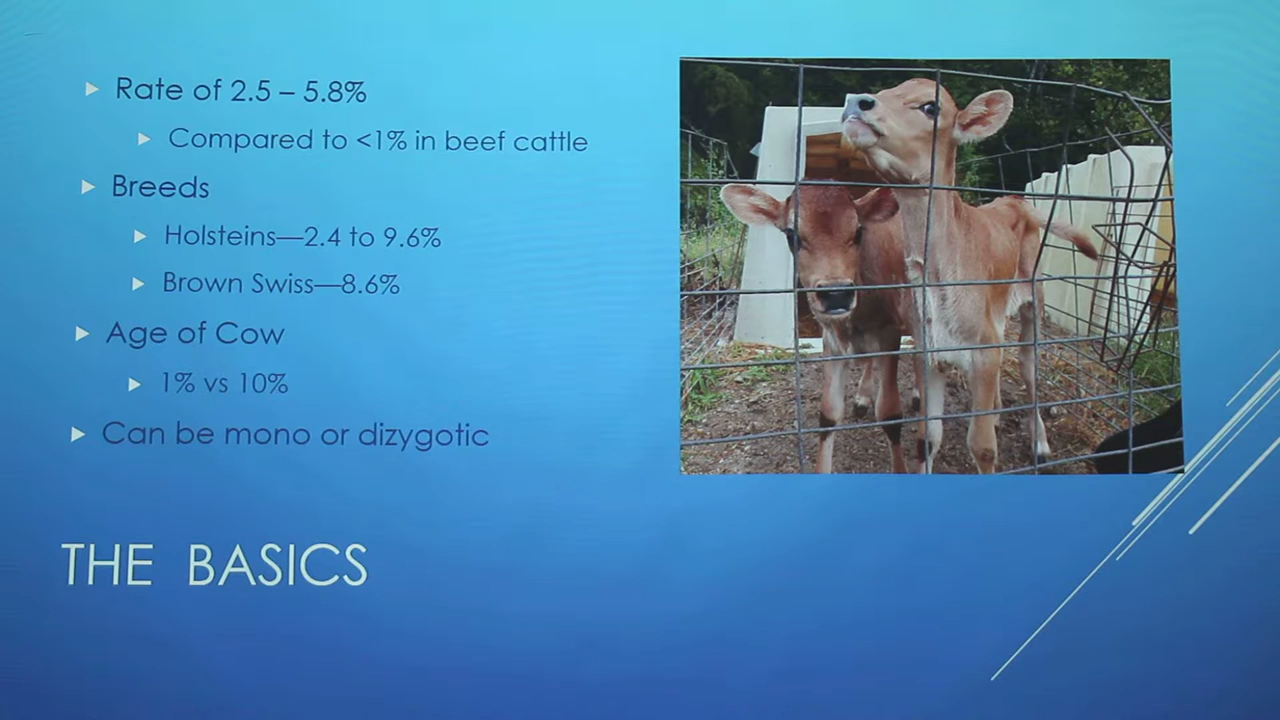 Rate of 2.5 – 5.8%
Compared to <1% in beef cattle
Breeds
Holsteins—2.4 to 9.6%
Brown Swiss—8.6%
Age of Cow
1% vs 10%
Can be mono or dizygotic
THE BASICS